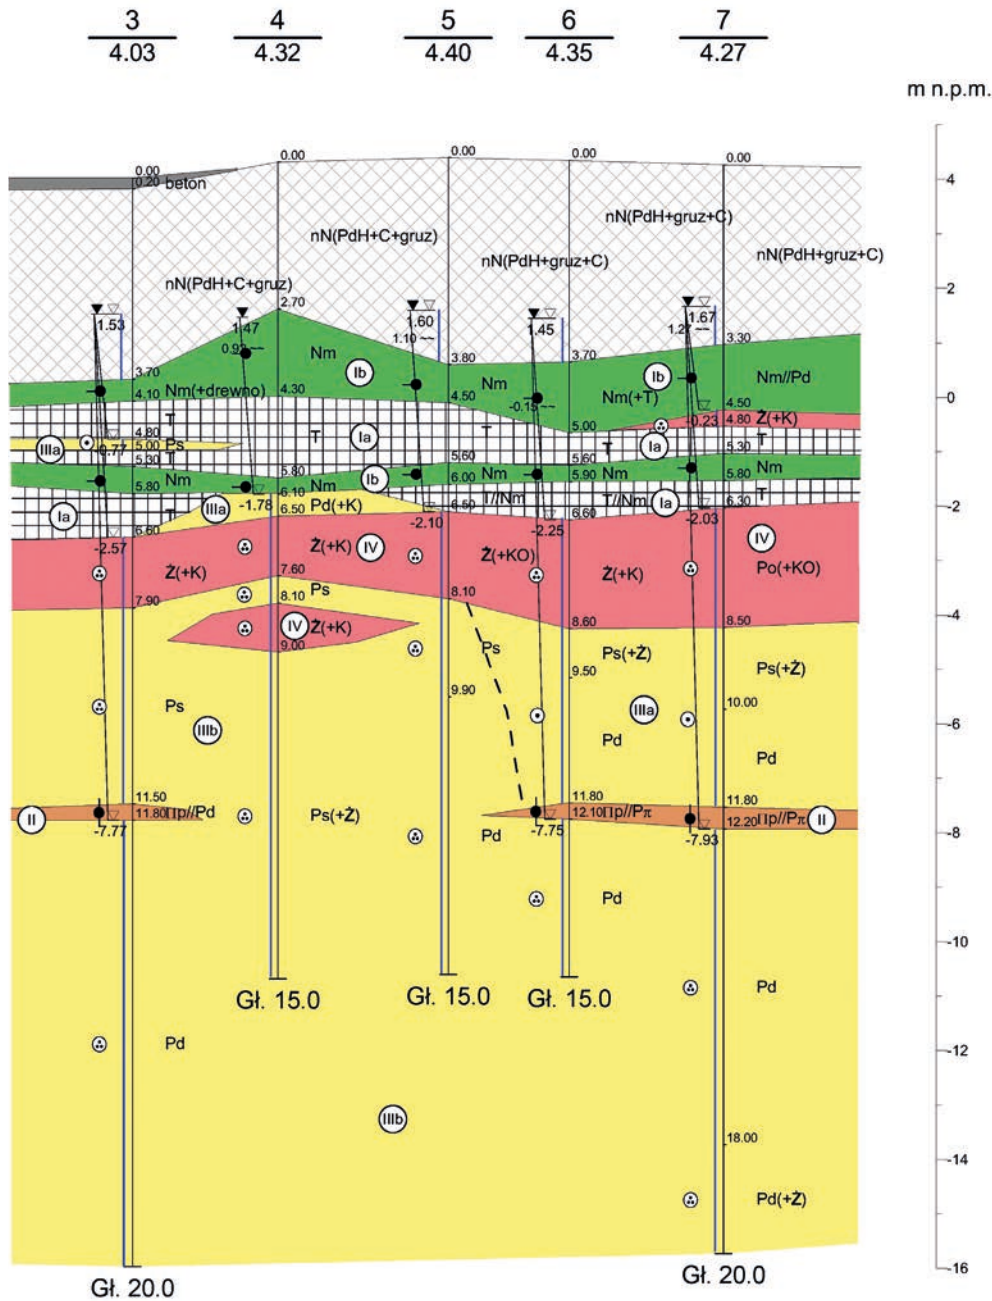 3 4 5 6 7
4.03 4.32 4.40 4.35 4.27
m n.p.m.
0.00 0.00 0.00 0.00 0.00
0.20 beton
4
nN(PdH+gruz+C)
nN(PdH+C+gruz)
nN(PdH+gruz+C)
nN(PdH+gruz+C)
nN(PdH+C+gruz)
2
2.70
1.53 1.47 1.60 1.45 1.67
0.92 ~~ 1.10 ~~ 1.27 ~~
3.30
3.70 3.80 3.70
Nm Ib Nm Ib Nm//Pd
4.10 Nm(+drewno) 4.30 4.50 Nm(+T) 4.50
0
-0.15 ~~ -0.23 4.80 Ż(+K)
T T Ia T 5.00 T Ia T
4.80
IIIa -0.77 5.00 Ps
5.30 T 5.60 5.60 5.30
5.80 Nm 5.80 Nm Ib 6.00 Nm 5.90 Nm 5.80 Nm
-2
Ia T IIIa -1.78 6.10 Pd(+K) T//Nm T//Nm Ia 6.30 T
6.50 6.50
6.60 -2.10 -2.25 6.60 -2.03
-2.57
Ż(+K) Ż(+K) IV Ż(+KO) Ż(+K) IV Po(+KO)
7.90 7.60 Ps 8.10 8.60 8.50
-4
8.10
IV Ż(+K)
9.00
Ps Ps(+Ż) Ps(+Ż)
9.50
9.90 10.00
Ps IIIb IIIa
-6
Pd Pd
11.50 11.80 11.80
II 11.80 Πp//Pd Ps(+Ż) 12.10 Πp//Pπ 12.20 Πp//Pπ II
-7.77 -7.75 -7.93
-8
Pd
Pd Pd
-10
Gł. 15.0 Gł. 15.0 Gł. 15.0
Pd
Pd
-12
IIIb
18.00
-14
Pd(+Ż)
-16
Gł. 20.0 Gł. 20.0